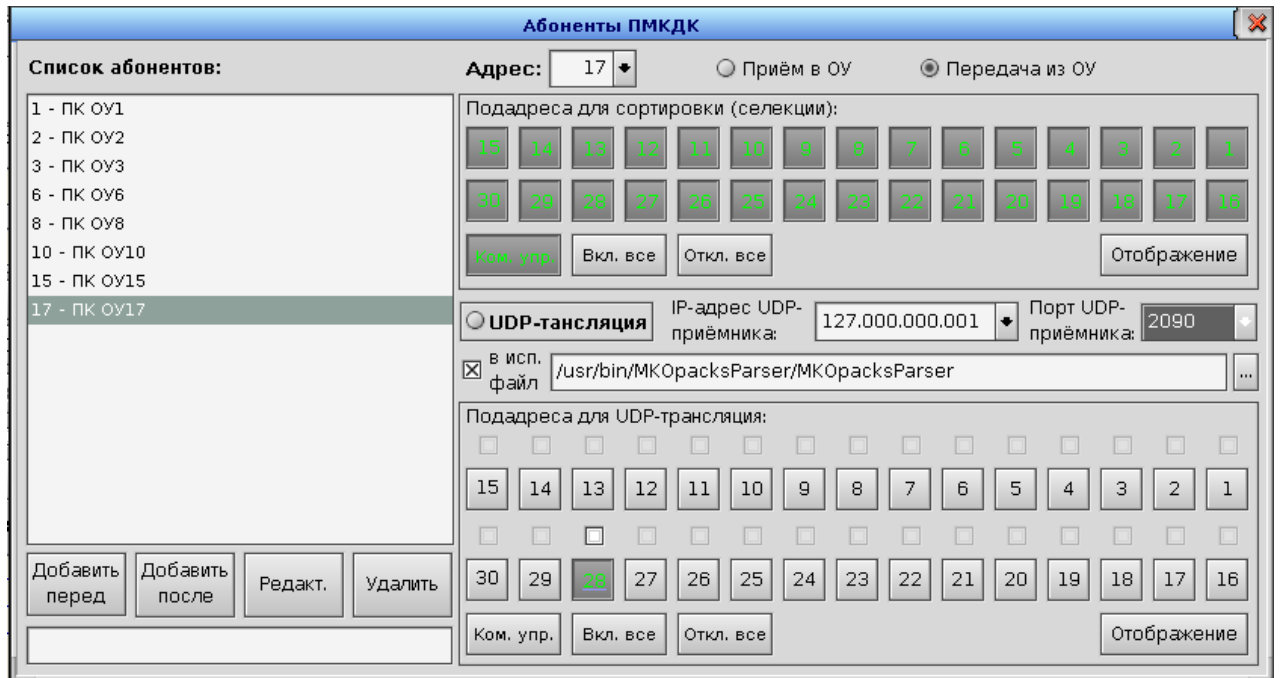 Абоненты ПМКДК
Список абонентов:
1 - ПК ОУ1
2 - ПК ОУ2
3 - ПК ОУ3
6 - ПК ОУ6
8 - ПК ОУ8
10 - ПК ОУ10
15 - ПК ОУ15
17 - ПК ОУ17
Добавить перед
Добавить после
Редакт.
Удалить
Адрес: 17 Приём в ОУ Передача из ОУ
Подадреса для сортировки (селекции):
15 14 13 12 11 10 9 8 7 6 5 4 3 2 1
30 29 28 27 26 25 24 23 22 21 20 19 18 17 16
Ком. упр. Вкл. все Откл. все Отображение
UDP-тансляция
IP-адрес UDP-
приёмника:
127.000.000.001
Порт UDP-
приёмника:
2090
в исп.
файл
/usr/bin/MKOpacksParser/MKOpacksParser
...
Подадреса для UDP-трансляция:
15 14 13 12 11 10 9 8 7 6 5 4 3 2 1
30 29 28 27 26 25 24 23 22 21 20 19 18 17 16
Ком. упр. Вкл. все Откл. все Отображение